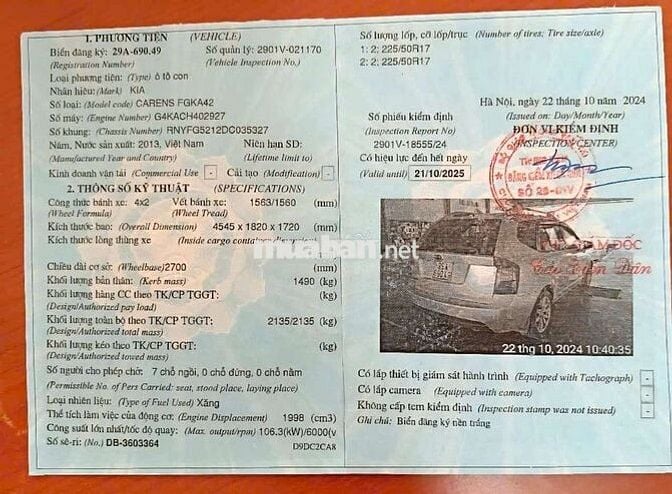 1. PHƯƠNG TIỆN (VEHICLE)
Biển đăng ký: 29A-690.49 Số quản lý: 2901V-021170
(Registration Number) (Vehicle Inspection No.)
Loại phương tiện: (Type) ô tô con
Nhãn hiệu: (Mark) KIA
Số loại: (Model code) CARENS FGKA42
Số máy: (Engine Number) G4KACH402927
Số khung: (Chassis Number) RNYFG5212DC035327
Năm, Nước sản xuất: 2013, Việt Nam Niên hạn SD:
(Manufactured Year and Country) (Lifetime limit to)
Kinh doanh vận tải (Commercial Use) - Cải tạo (Modification) -
2. THÔNG SỐ KỸ THUẬT (SPECIFICATIONS)
Công thức bánh xe: 4x2 Vết bánh xe: 1563/1560 (mm)
(Wheel Formula) (Wheel Tread)
Kích thước bao: (Overall Dimension) 4545 x 1820 x 1720 (mm)
Kích thước lòng thùng xe (Inside cargo container dimension)
(mm)
Chiều dài cơ sở: (Wheelbase) 2700 (mm)
Khối lượng bản thân: (Kerb mass) 1490 (kg)
Khối lượng hàng CC theo TK/CP TGGT: (kg)
(Design/Authorized pay load)
Khối lượng toàn bộ theo TK/CP TGGT: 2135/2135 (kg)
(Design/Authorized total mass)
Khối lượng kéo theo TK/CP TGGT: (kg)
(Design/Authorized towed mass)
Số người cho phép chở: 7 chỗ ngồi, 0 chỗ đứng, 0 chỗ nằm
(Permissible No. of Pers Carried: seat, stood place, laying place)
Loại nhiên liệu: (Type of Fuel Used) Xăng
Thể tích làm việc của động cơ: (Engine Displacement) 1998 (cm3)
Công suất lớn nhất/tốc độ quay: (Max. output/rpm) 106.3(kW)/6000(v
Số sê-ri: (No.) DB-3603364 D9DC2CA8
Số lượng lốp, cỡ lốp/trục (Number of tires; Tire size/axle)
1: 2; 225/50R17
2: 2; 225/50R17
Hà Nội, ngày 22 tháng 10 năm 2024
Số phiếu kiểm định (Issued on: Day/Month/Year)
(Inspection Report No) ĐƠN VỊ KIỂM ĐỊNH
2901V-18555/24 (INSPECTION CENTER)
Có hiệu lực đến hết ngày
(Valid until) 21/10/2025
ĐĂNG KIỂM
SỐ 29-01V
GIÁM ĐỐC
muaban.net
22 thg 10, 2024 10:40:35
Có lắp thiết bị giám sát hành trình (Equipped with Tachograph) -
Có lắp camera (Equipped with camera) -
Không cấp tem kiểm định (Inspection stamp was not issued) -
Ghi chú: Biển đăng ký nền trắng